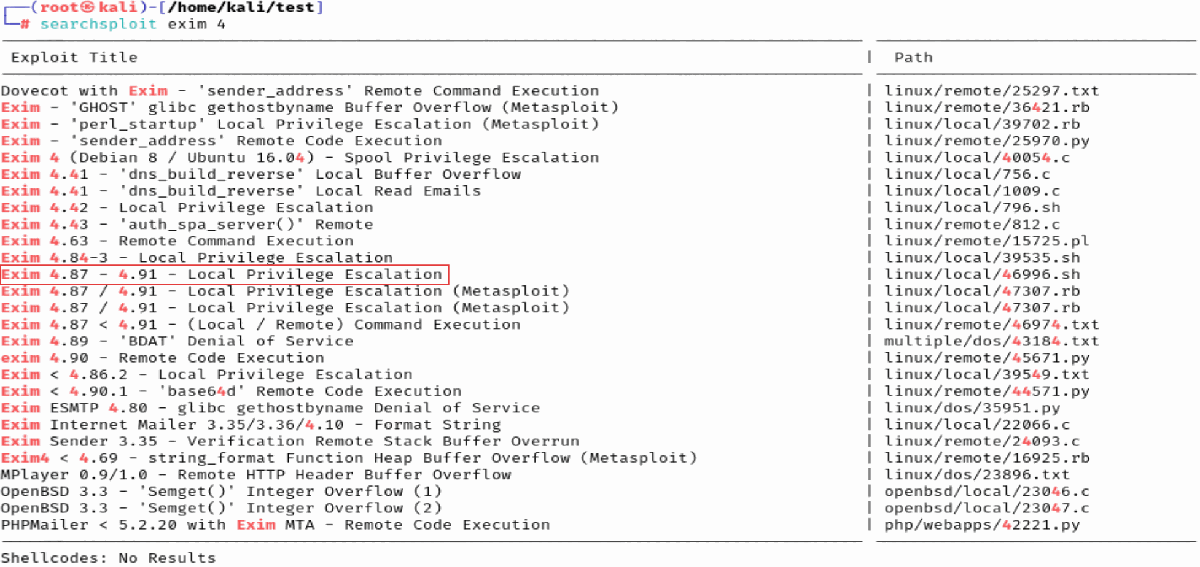 (root㉿kali)-[/home/kali/test]
# searchsploit exim 4
Exploit Title | Path
Dovecot with Exim - 'sender_address' Remote Command Execution | linux/remote/25297.txt
Exim - 'GHOST' glibc gethostbyname Buffer Overflow (Metasploit) | linux/remote/36421.rb
Exim - 'perl_startup' Local Privilege Escalation (Metasploit) | linux/local/39702.rb
Exim - 'sender_address' Remote Code Execution | linux/remote/25970.py
Exim 4 (Debian 8 / Ubuntu 16.04) - Spool Privilege Escalation | linux/local/40054.c
Exim 4.41 - 'dns_build_reverse' Local Buffer Overflow | linux/local/756.c
Exim 4.41 - 'dns_build_reverse' Local Read Emails | linux/local/1009.c
Exim 4.42 - Local Privilege Escalation | linux/local/796.sh
Exim 4.43 - 'auth_spa_server()' Remote | linux/remote/812.c
Exim 4.63 - Remote Command Execution | linux/remote/15725.pl
Exim 4.84-3 - Local Privilege Escalation | linux/local/39535.sh
Exim 4.87 - 4.91 - Local Privilege Escalation | linux/local/46996.sh
Exim 4.87 / 4.91 - Local Privilege Escalation (Metasploit) | linux/local/47307.rb
Exim 4.87 / 4.91 - Local Privilege Escalation (Metasploit) | linux/local/47307.rb
Exim 4.87 < 4.91 - (Local / Remote) Command Execution | linux/remote/46974.txt
Exim 4.89 - 'BDAT' Denial of Service | multiple/dos/43184.txt
exim 4.90 - Remote Code Execution | linux/remote/45671.py
Exim < 4.86.2 - Local Privilege Escalation | linux/local/39549.txt
Exim < 4.90.1 - 'base64d' Remote Code Execution | linux/remote/44571.py
Exim ESMTP 4.80 - glibc gethostbyname Denial of Service | linux/dos/35951.py
Exim Internet Mailer 3.35/3.36/4.10 - Format String | linux/local/22066.c
Exim Sender 3.35 - Verification Remote Stack Buffer Overrun | linux/remote/24093.c
Exim4 < 4.69 - string_format Function Heap Buffer Overflow (Metasploit) | linux/remote/16925.rb
MPlayer 0.9/1.0 - Remote HTTP Header Buffer Overflow | linux/dos/23896.txt
OpenBSD 3.3 - 'Semget()' Integer Overflow (1) | openbsd/local/23046.c
OpenBSD 3.3 - 'Semget()' Integer Overflow (2) | openbsd/local/23047.c
PHPMailer < 5.2.20 with Exim MTA - Remote Code Execution | php/webapps/42221.py
Shellcodes: No Results